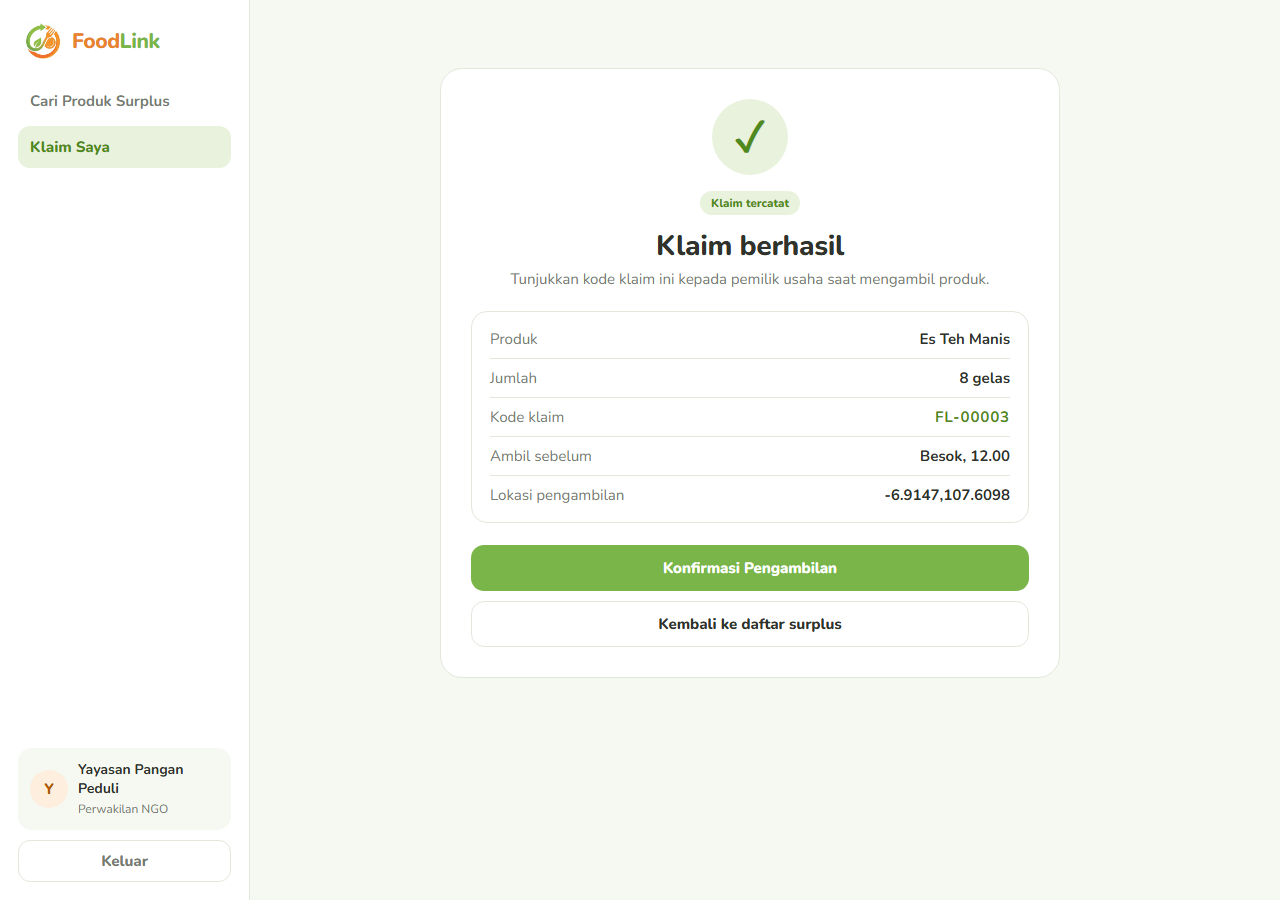 FoodLink
Cari Produk Surplus
Klaim Saya
Klaim tercatat
Klaim berhasil
Tunjukkan kode klaim ini kepada pemilik usaha saat mengambil produk.
Produk Es Teh Manis
Jumlah 8 gelas
Kode klaim FL-00003
Ambil sebelum Besok, 12.00
Lokasi pengambilan -6.9147,107.6098
Konfirmasi Pengambilan
Kembali ke daftar surplus
Y
Yayasan Pangan
Peduli
Perwakilan NGO
Keluar